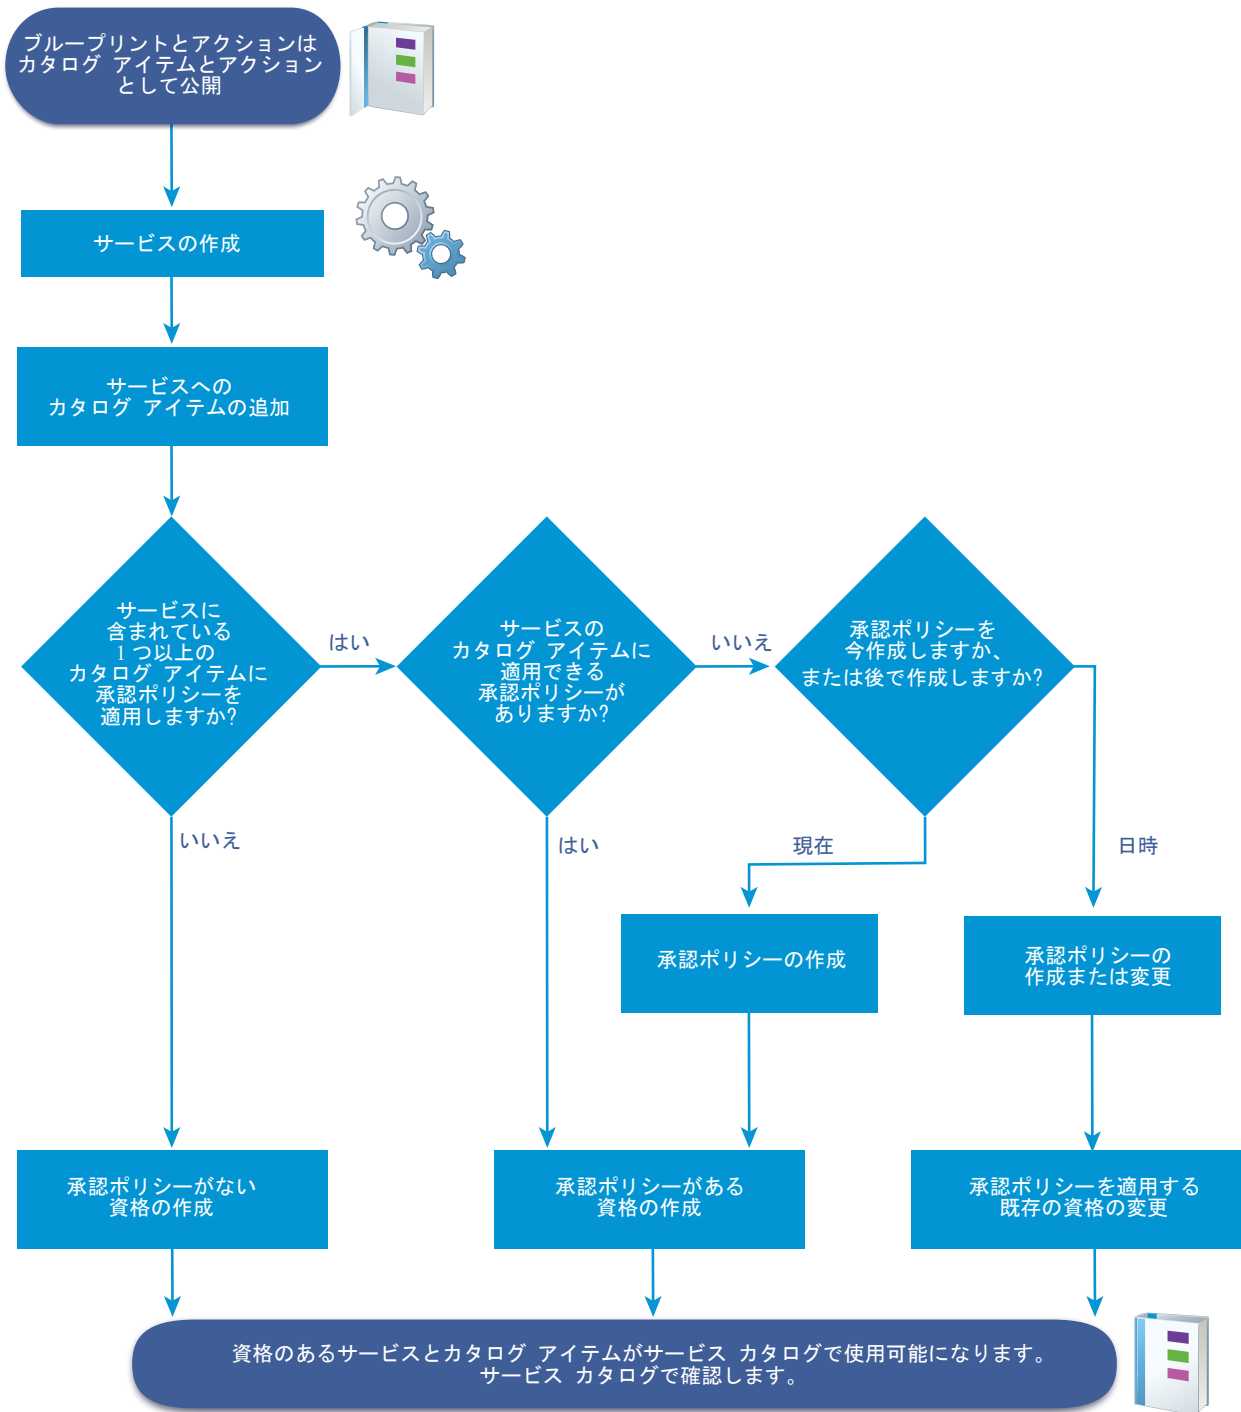 ブループリントとアクションは
カタログ アイテムとアクション
として公開
サービスの作成
サービスへの
カタログ アイテムの追加
サービスに
含まれている
1 つ以上の
カタログ アイテムに
承認ポリシーを
適用しますか?
はい
サービスの
カタログ アイテムに
適用できる
承認ポリシーが
ありますか?
いいえ
承認ポリシーを
今作成しますか、
または後で作成しますか?
いいえ
はい
現在
日時
承認ポリシーの作成
承認ポリシーの
作成または変更
承認ポリシーがない
資格の作成
承認ポリシーがある
資格の作成
承認ポリシーを適用する
既存の資格の変更
資格のあるサービスとカタログ アイテムがサービス カタログで使用可能になります。
サービス カタログで確認します。